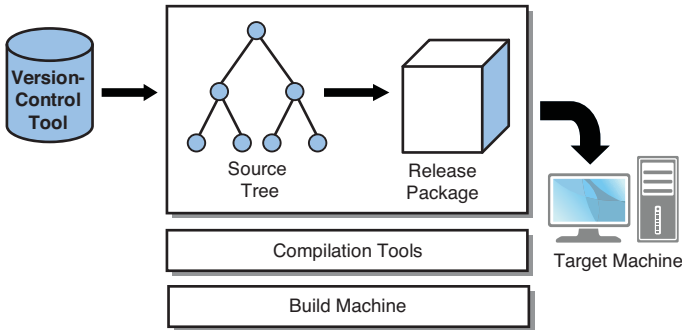 Version-
Control
Tool
Source
Tree
Release
Package
Target Machine
Compilation Tools
Build Machine